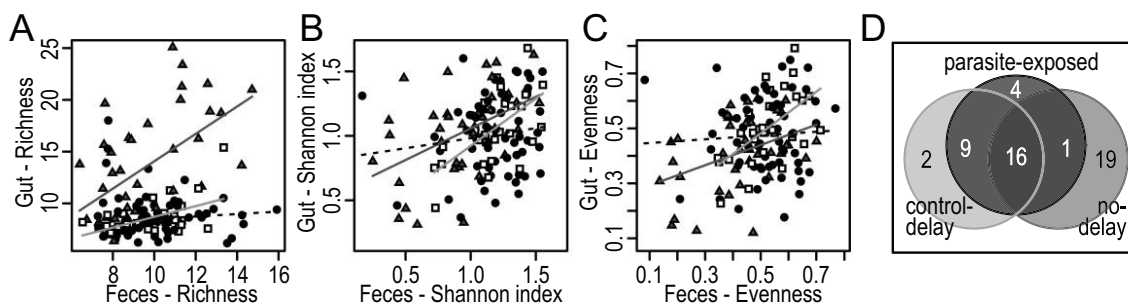 A
Gut - Richness
25
20
15
10
8
10
12
14
16
Feces - Richness
B
Gut - Shannon index
1.5
1.0
0.5
0.5
1.0
1.5
Feces - Shannon index
C
Gut - Evenness
0.7
0.5
0.3
0.1
0.1
0.3
0.5
0.7
Feces - Evenness
D
parasite-exposed
4
2
9
16
1
19
control-
delay
no-
delay